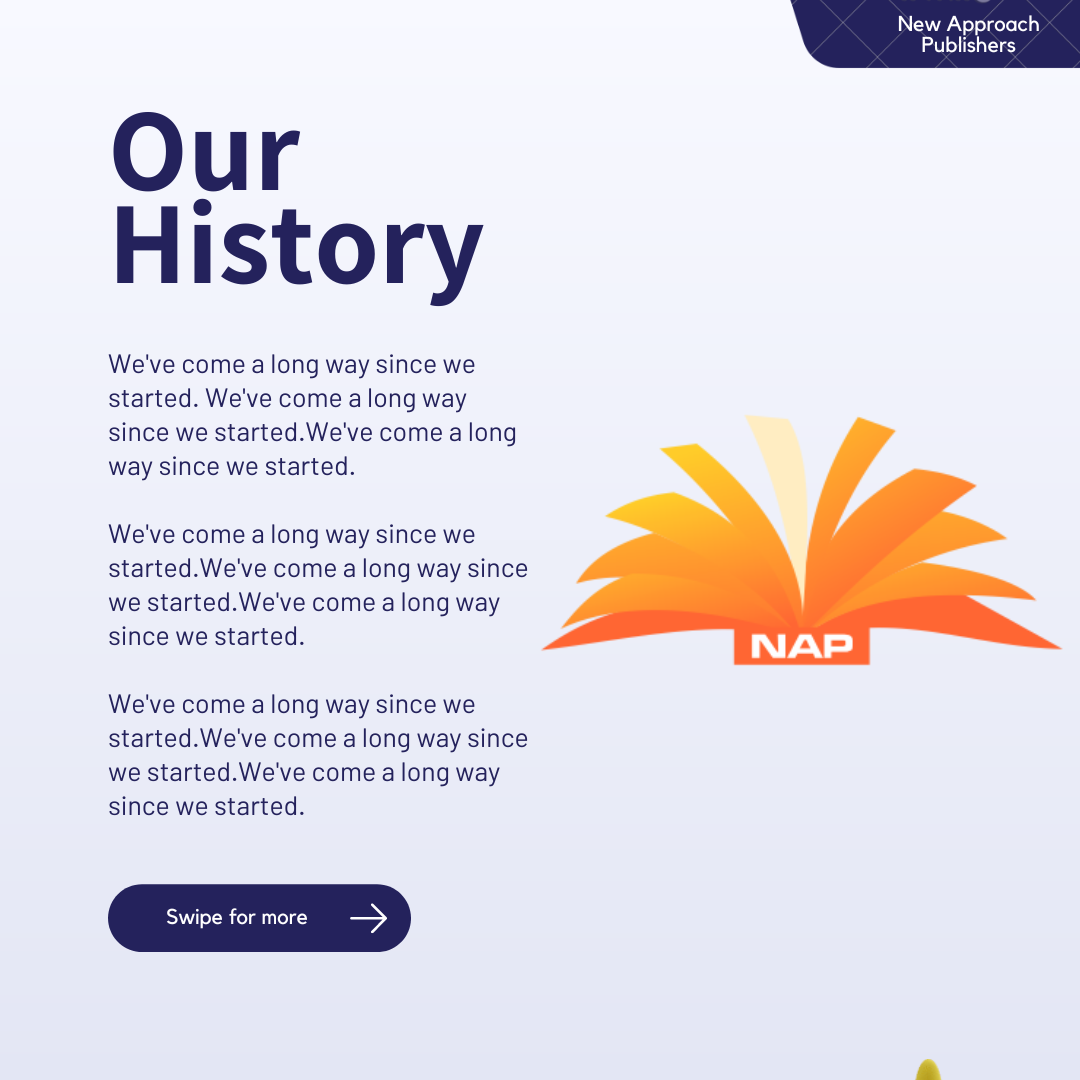 New Approach
Publishers
Our
History
We've come a long way since we
started. We've come a long way
since we started.We've come a long
way since we started.
We've come a long way since we
started.We've come a long way since
we started.We've come a long way
since we started.
We've come a long way since we
started.We've come a long way since
we started.We've come a long way
since we started.
NAP
Swipe for more